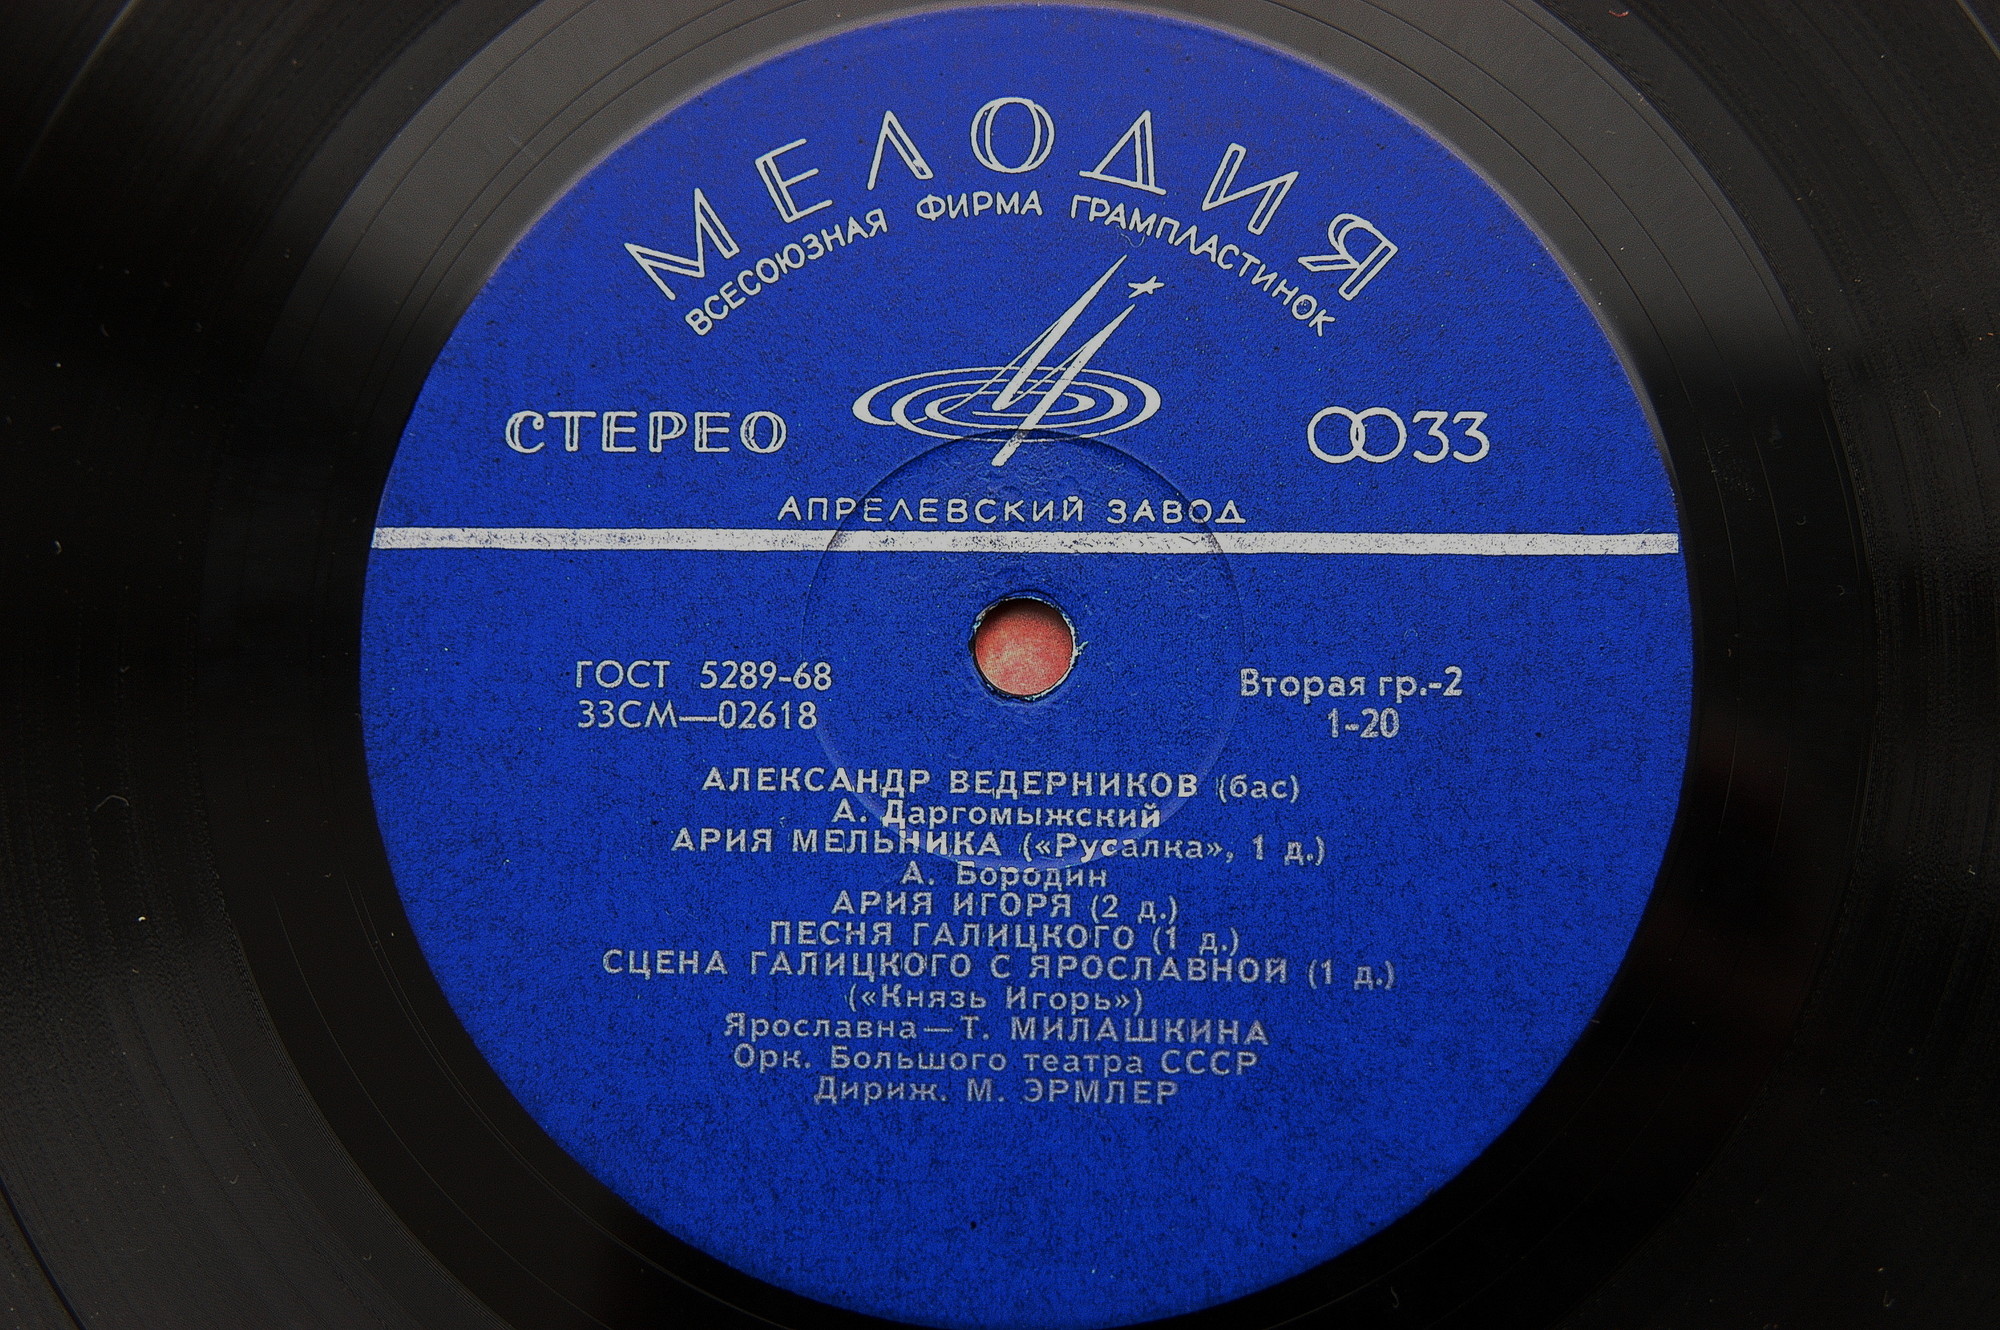 МЕЛОДИЯ
ВСЕСОЮЗНАЯ ФИРМА ГРАМПЛАСТИНОК
СТЕРЕО
33
АПРЕЛЕВСКИЙ ЗАВОД
ГОСТ 5289-68
33СМ—02618
Вторая гр.-2
1-20
АЛЕКСАНДР ВЕДЕРНИКОВ (бас)
А. Даргомыжский
АРИЯ МЕЛЬНИКА («Русалка», 1 д.)
А. Бородин
АРИЯ ИГОРЯ (2 д.)
ПЕСНЯ ГАЛИЦКОГО (1 д.)
СЦЕНА ГАЛИЦКОГО С ЯРОСЛАВНОЙ (1 д.)
(«Князь Игорь»)
Ярославна—Т. МИЛАШКИНА
Орк. Большого театра СССР
Дириж. М. ЭРМЛЕР